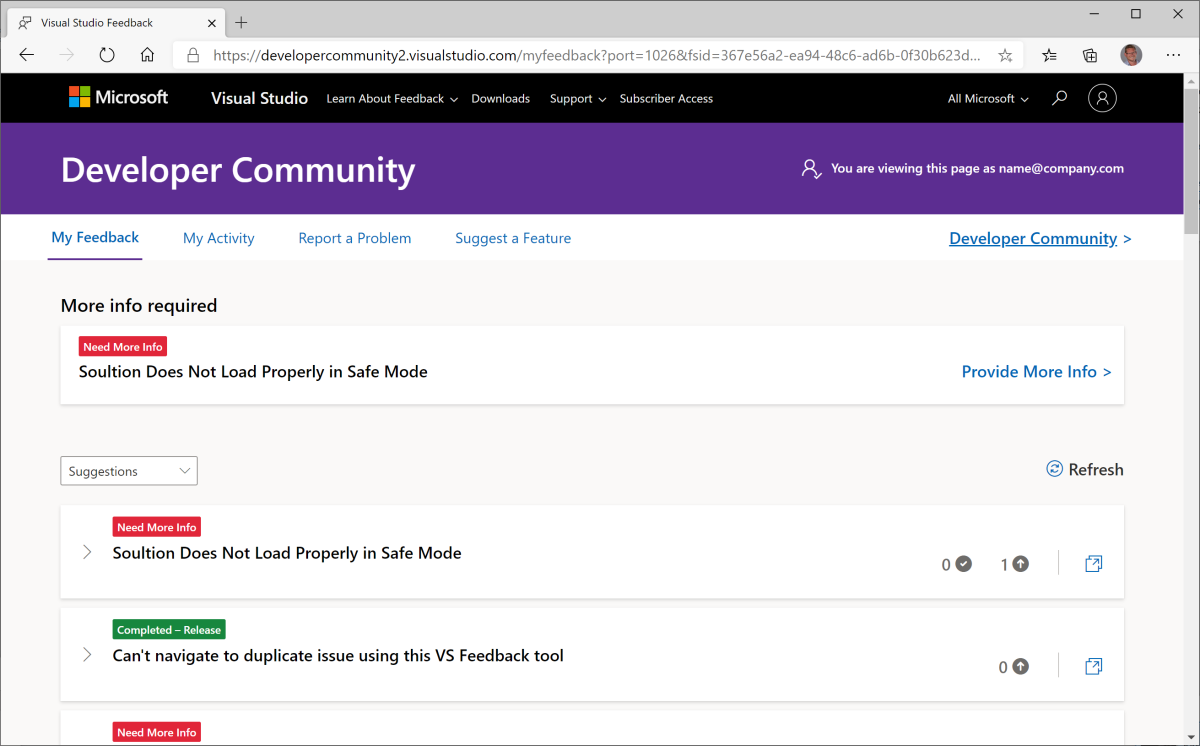 Visual Studio Feedback
https://developercommunity2.visualstudio.com/myfeedback?port=1026&fsid=367e56a2-ea94-48c6-ad6b-0f30b623d...
Microsoft Visual Studio Learn About Feedback Downloads Support Subscriber Access All Microsoft
Developer Community
You are viewing this page as name@company.com
My Feedback My Activity Report a Problem Suggest a Feature Developer Community >
More info required
Need More Info
Soultion Does Not Load Properly in Safe Mode
Provide More Info >
Suggestions
Refresh
Need More Info
Soultion Does Not Load Properly in Safe Mode
0 1
Completed – Release
Can't navigate to duplicate issue using this VS Feedback tool
0
Need More Info